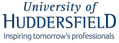 University of
HUDDERSFIELD
Inspiring tomorrow's professionals